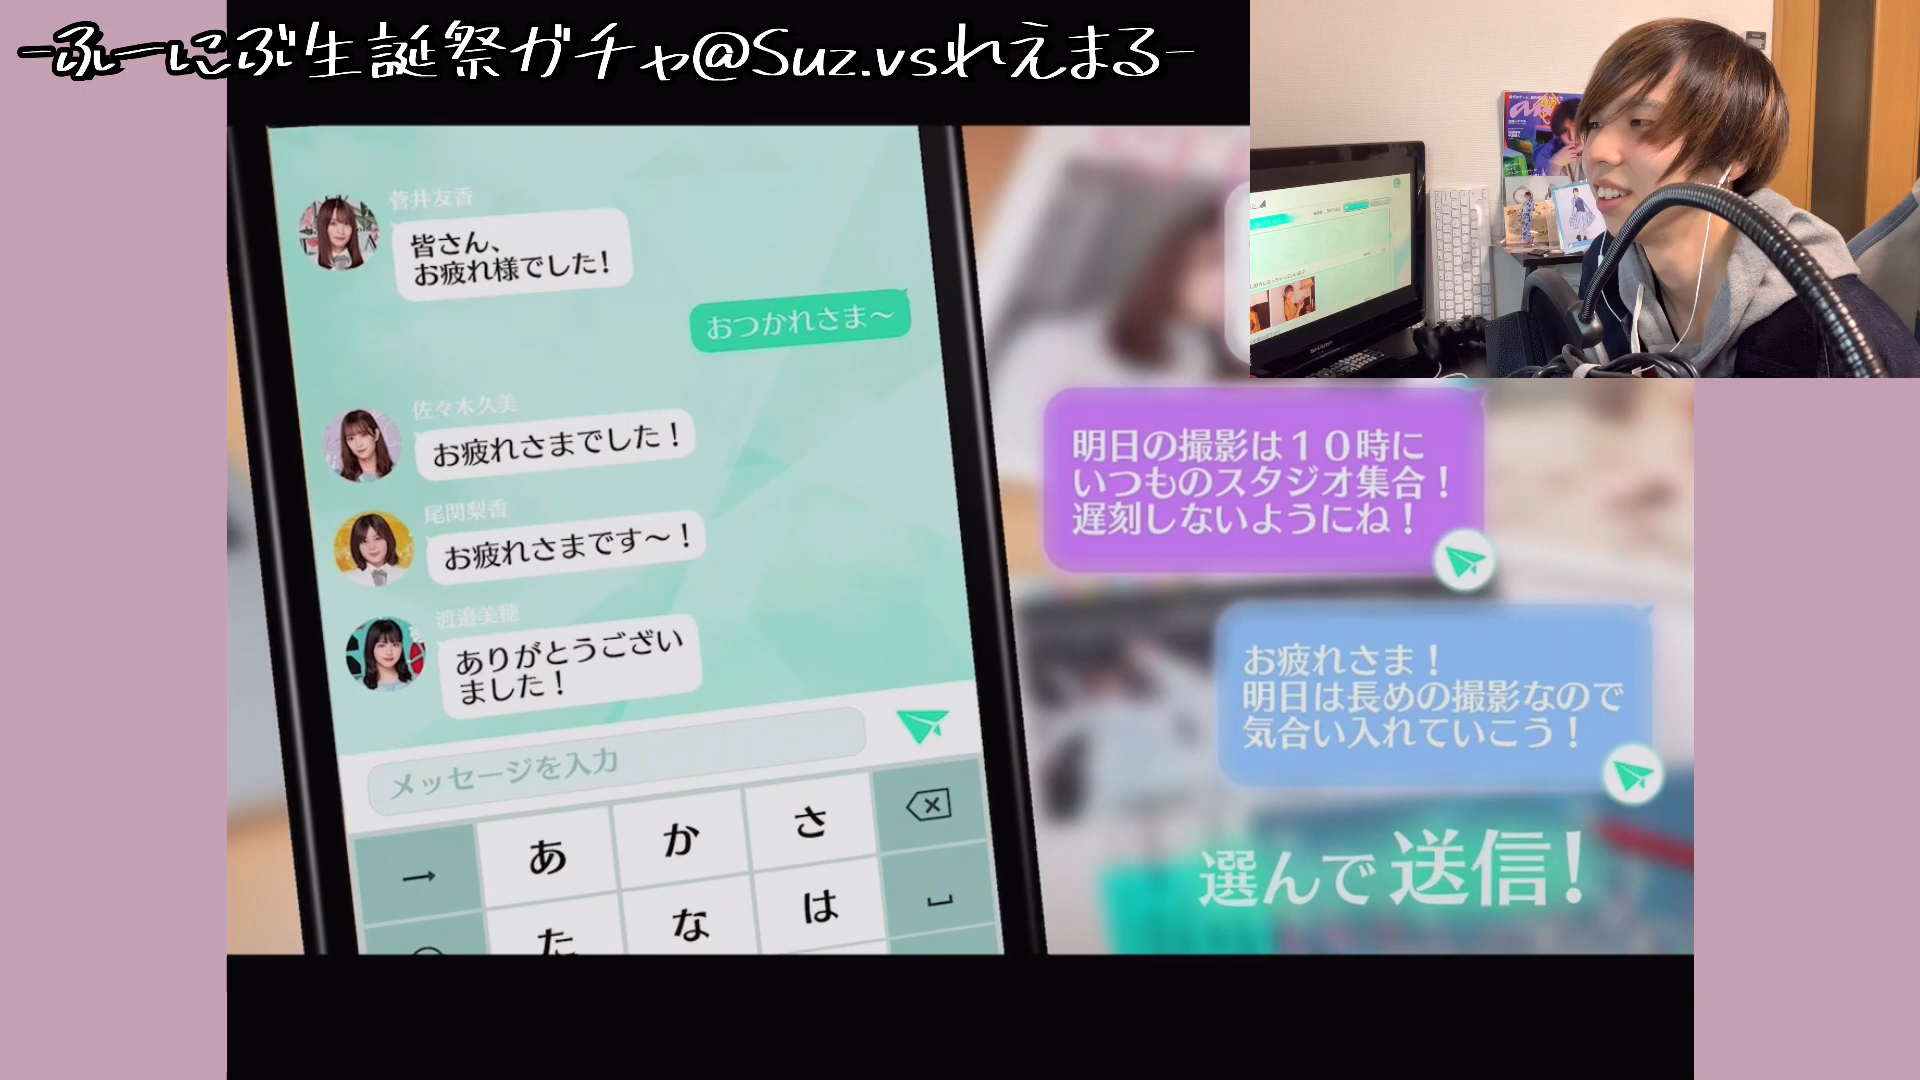 -ふーにぶ生誕祭ガチャ@Suz.vsれえまる-
菅井友香
皆さん、
お疲れ様でした！
おつかれさま～
佐々木久美
お疲れさまでした！
尾関梨香
お疲れさまです～！
渡邉美穂
ありがとうござい
ました！
メッセージを入力
→ あ か さ
た な は
明日の撮影は１０時に
いつものスタジオ集合！
遅刻しないようにね！
お疲れさま！
明日は長めの撮影なので
気合い入れていこう！
選んで送信！
SHARP
an